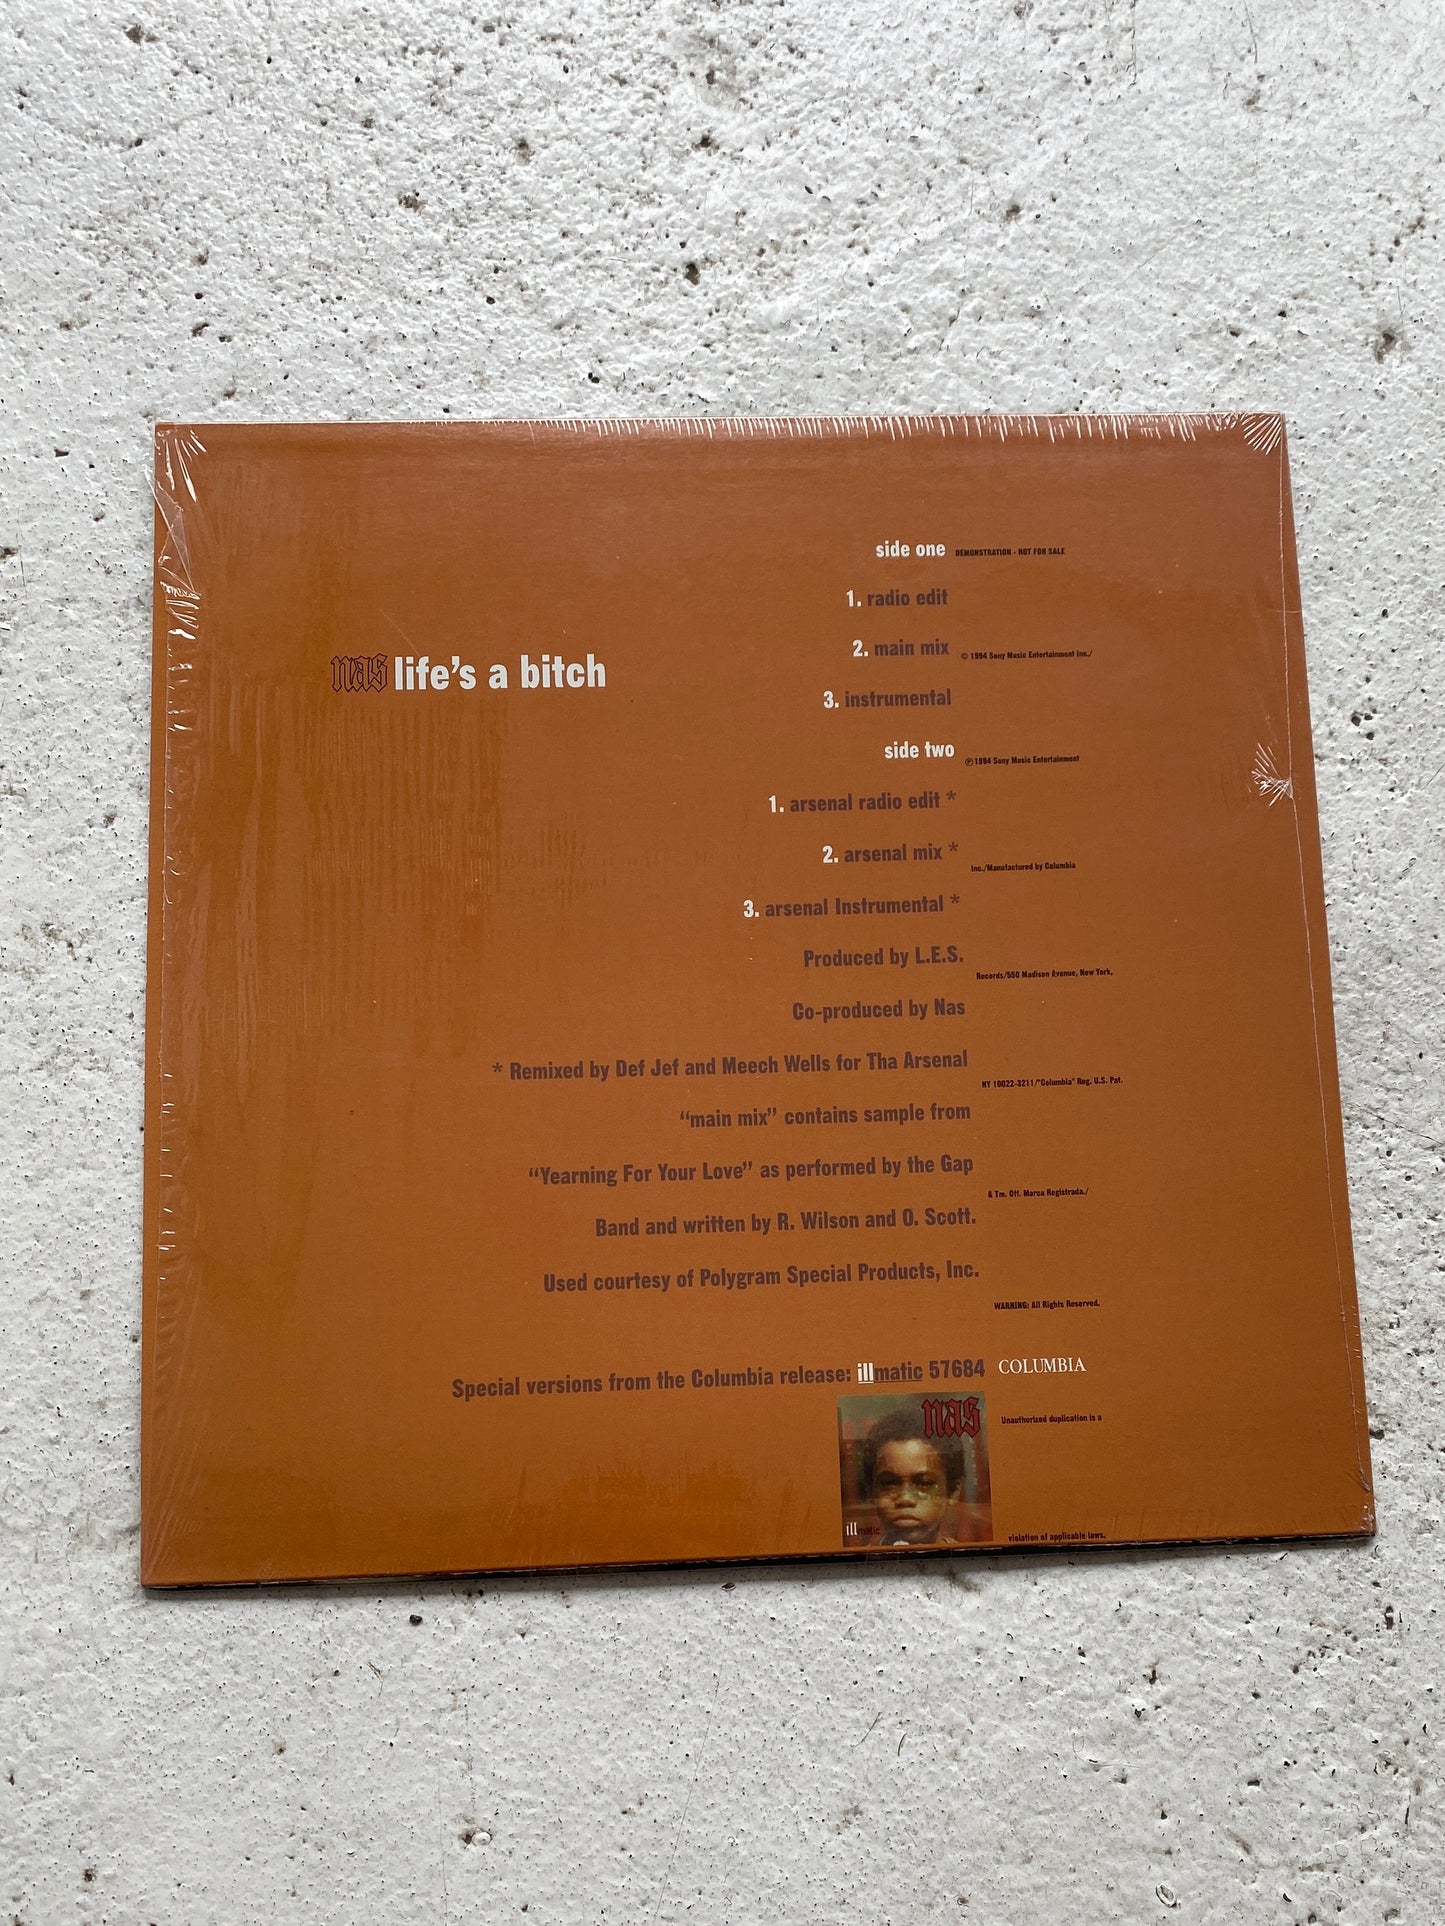 side one DEMONSTRATION - NOT FOR SALE
1. radio edit
2. main mix © 1994 Sony Music Entertainment Inc./
nas life's a bitch
3. instrumental
side two ℗ 1994 Sony Music Entertainment
1. arsenal radio edit *
2. arsenal mix * Inc./Manufactured by Columbia
3. arsenal Instrumental *
Produced by L.E.S. Records/550 Madison Avenue, New York,
Co-produced by Nas
* Remixed by Def Jef and Meech Wells for Tha Arsenal NY 10022-3211/"Columbia" Reg. U.S. Pat.
"main mix" contains sample from
"Yearning For Your Love" as performed by the Gap & Tm. Off. Marca Registrada./
Band and written by R. Wilson and O. Scott.
Used courtesy of Polygram Special Products, Inc. WARNING: All Rights Reserved.
Special versions from the Columbia release: illmatic 57684 COLUMBIA
nas Unauthorized duplication is a
illmatic violation of applicable laws.